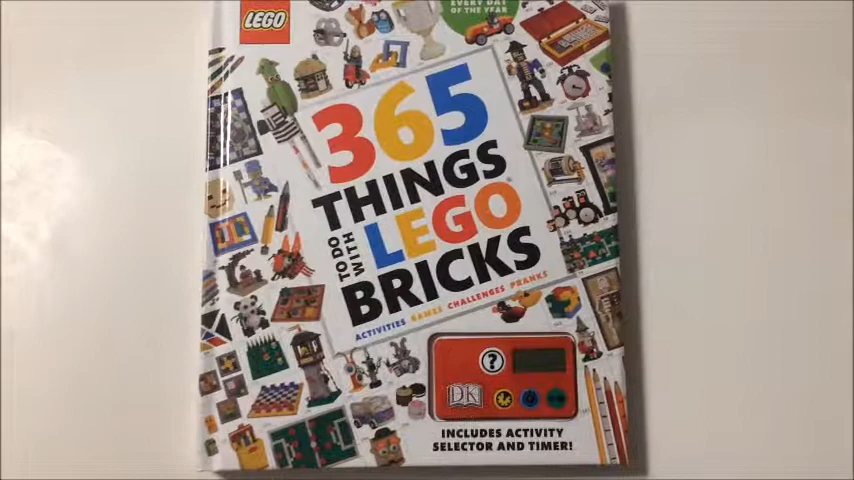 LEGO
EVERY DAY
OF THE YEAR
365
THINGS
TO DO
WITH
LEGO
BRICKS
ACTIVITIES GAMES CHALLENGES PRANKS
?
DK
INCLUDES ACTIVITY
SELECTOR AND TIMER!